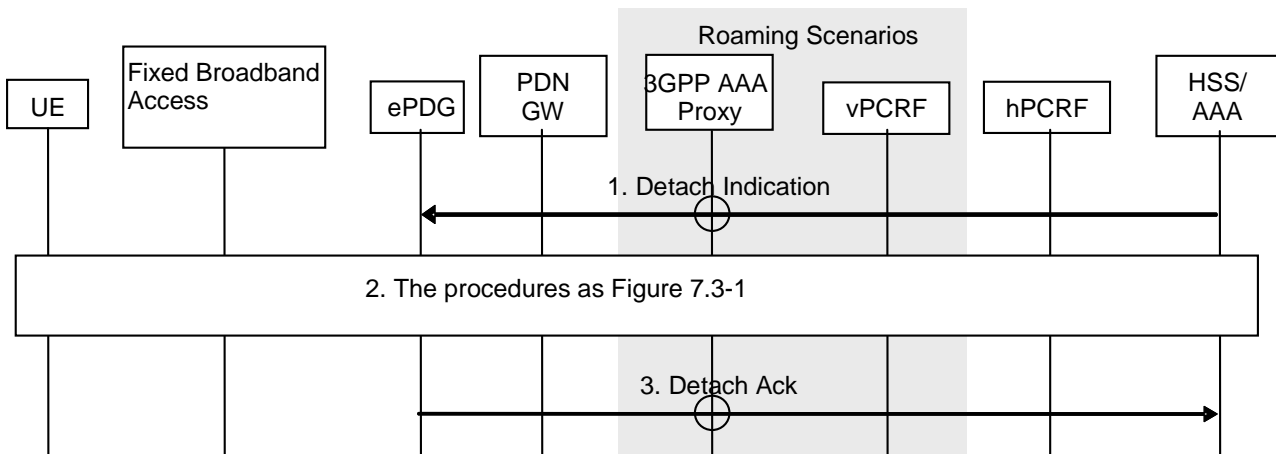 Roaming Scenarios
UE
Fixed Broadband
Access
ePDG
PDN
GW
3GPP AAA
Proxy
vPCRF
hPCRF
HSS/
AAA
1. Detach Indication
2. The procedures as Figure 7.3-1
3. Detach Ack